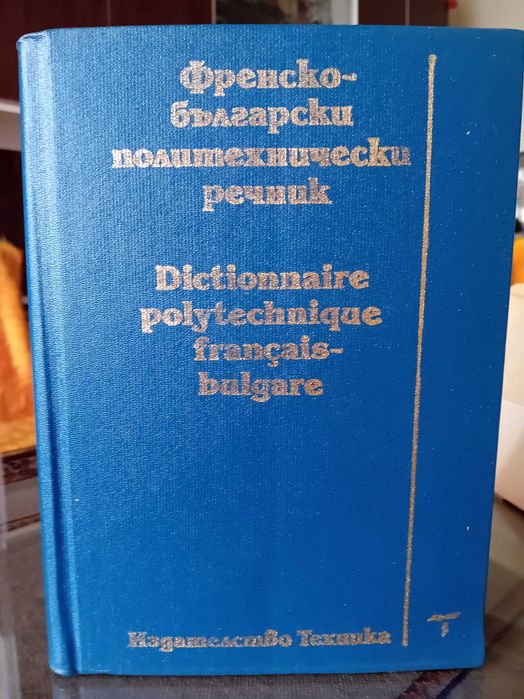 Френско-
български
политехнически
речник
Dictionnaire
polytechnique
français-
bulgare
Издателство Техника